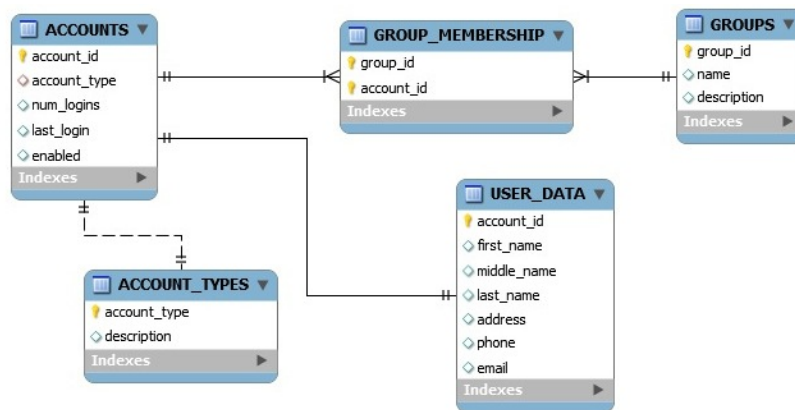 ACCOUNTS
account_id
account_type
num_logins
last_login
enabled
Indexes
GROUP_MEMBERSHIP
group_id
account_id
Indexes
GROUPS
group_id
name
description
Indexes
ACCOUNT_TYPES
account_type
description
Indexes
USER_DATA
account_id
first_name
middle_name
last_name
address
phone
email
Indexes